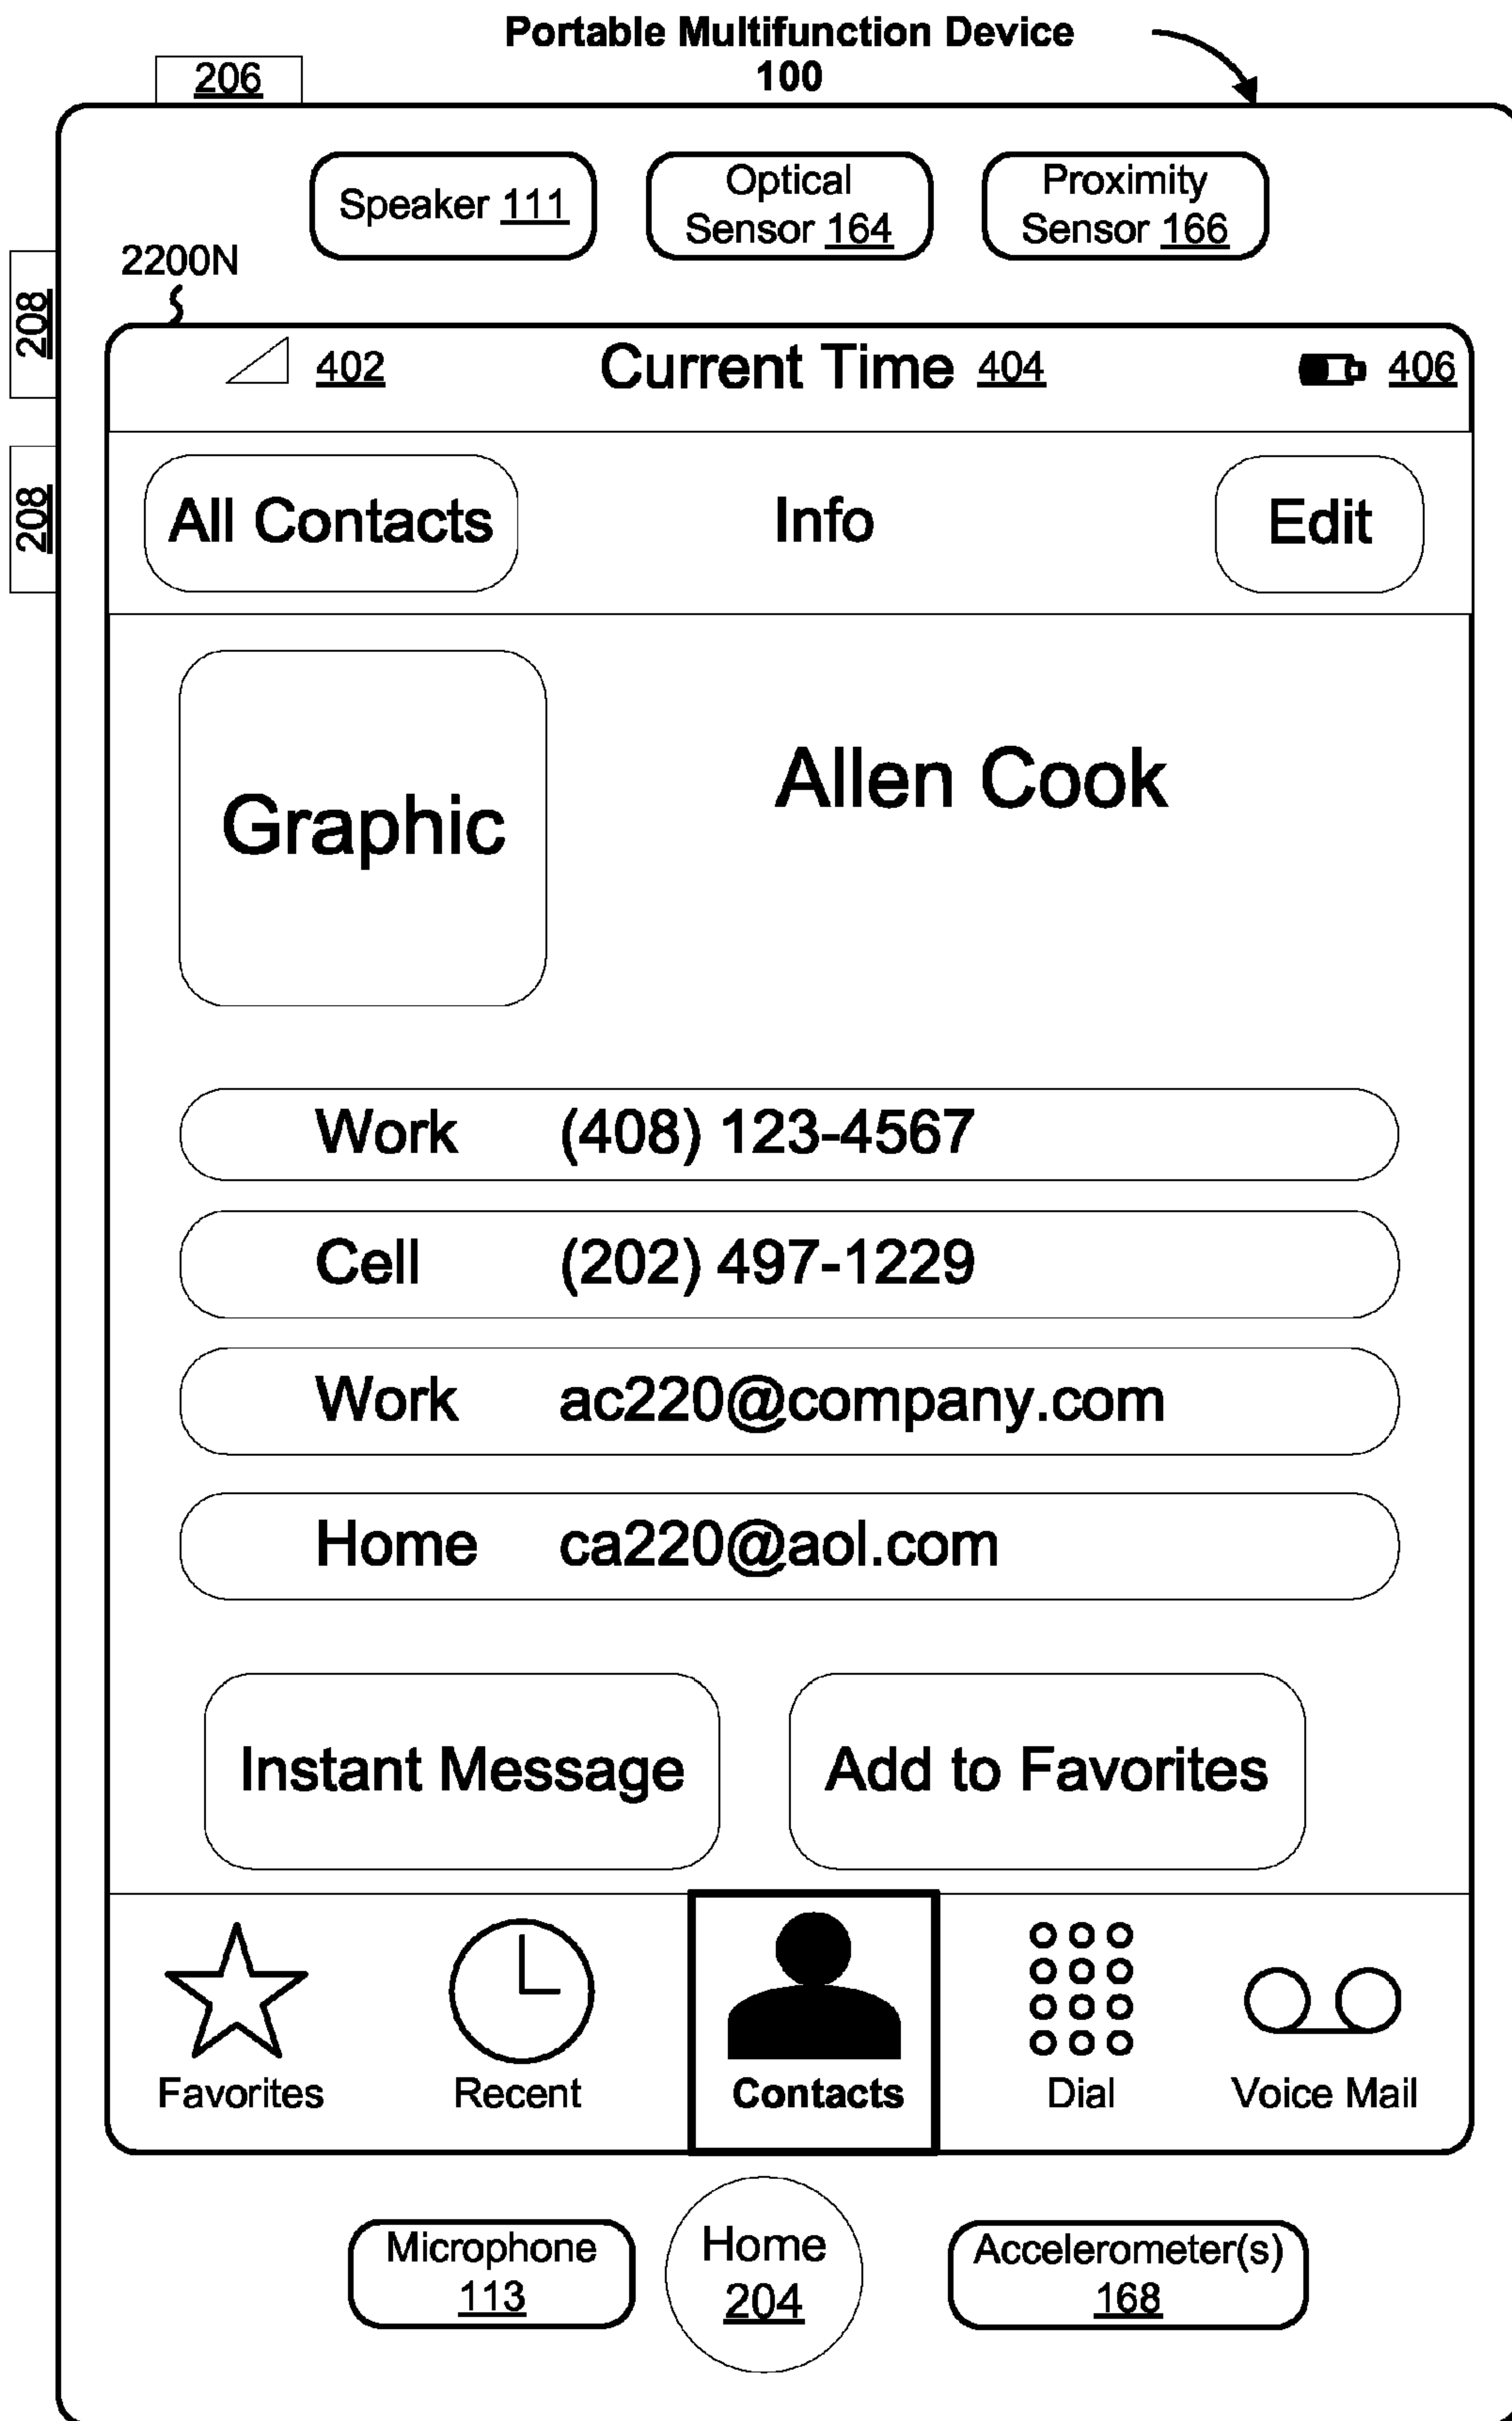 Portable Multifunction Device
100
206
Speaker 111
Optical
Sensor 164
Proximity
Sensor 166
2200N
208
208
402
Current Time 404
406
All Contacts
Info
Edit
Graphic
Allen Cook
Work (408) 123-4567
Cell (202) 497-1229
Work ac220@company.com
Home ca220@aol.com
Instant Message
Add to Favorites
Favorites
Recent
Contacts
Dial
Voice Mail
Microphone
113
Home
204
Accelerometer(s)
168